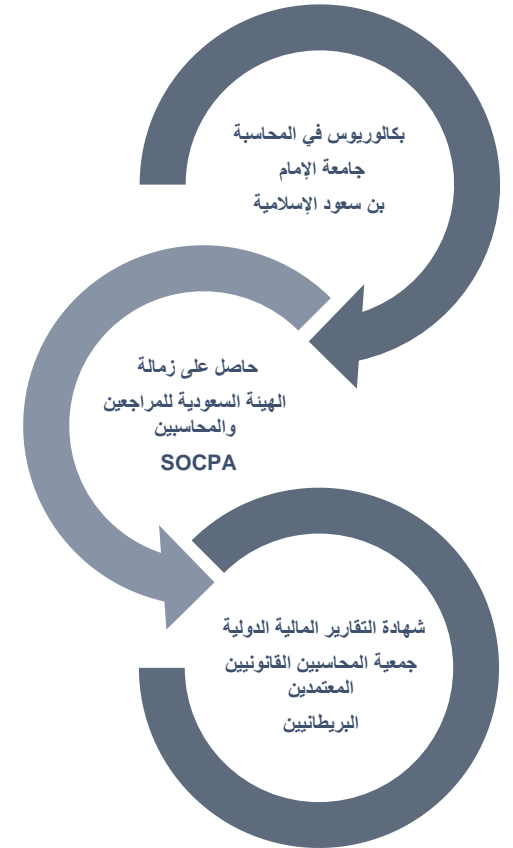 بكالوريوس في المحاسبة
جامعة الإمام
بن سعود الإسلامية
حاصل على زمالة
الهيئة السعودية للمراجعين
والمحاسبين
SOCPA
شهادة التقارير المالية الدولية
جمعية المحاسبين القانونيين
المعتمدين
البريطانيين